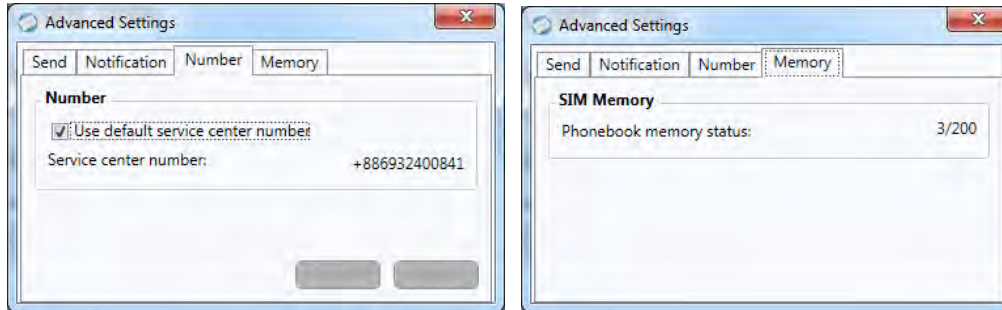 Advanced Settings
Send Notification Number Memory
Number
Use default service center number
Service center number: +886932400841
Advanced Settings
Send Notification Number Memory
SIM Memory
Phonebook memory status: 3/200